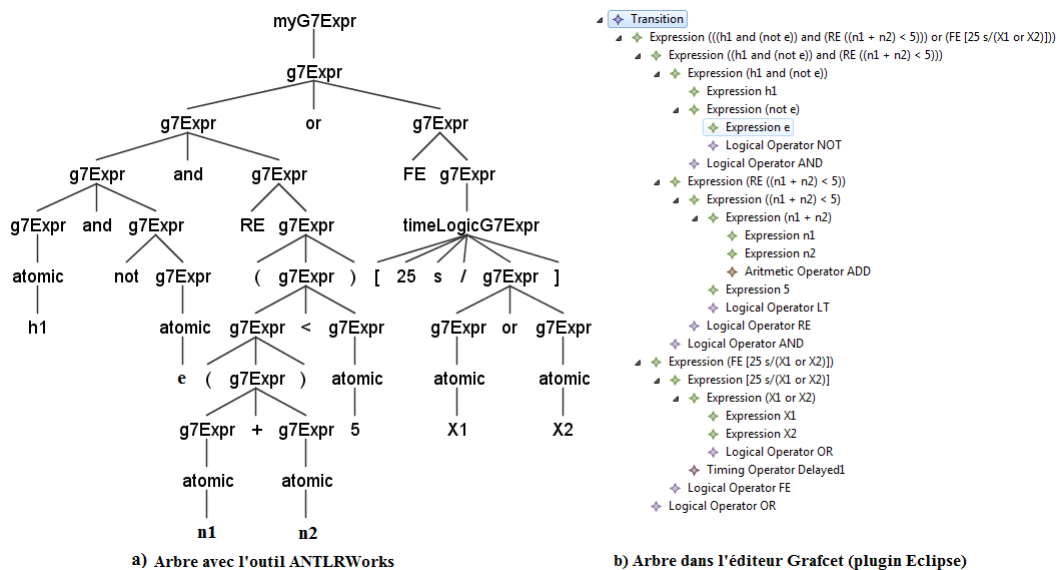 myG7Expr
g7Expr
g7Expr or g7Expr
g7Expr and g7Expr FE g7Expr
g7Expr and g7Expr RE g7Expr timeLogicG7Expr
atomic not g7Expr ( g7Expr ) [ 25 s / g7Expr ]
h1 atomic g7Expr < g7Expr g7Expr or g7Expr
e ( g7Expr ) atomic atomic atomic
g7Expr + g7Expr 5 X1 X2
atomic atomic
n1 n2
a) Arbre avec l'outil ANTLRWorks
Transition
Expression (((h1 and (not e)) and (RE ((n1 + n2) < 5))) or (FE [25 s/(X1 or X2)]))
Expression ((h1 and (not e)) and (RE ((n1 + n2) < 5)))
Expression (h1 and (not e))
Expression h1
Expression (not e)
Expression e
Logical Operator NOT
Logical Operator AND
Expression (RE ((n1 + n2) < 5))
Expression ((n1 + n2) < 5)
Expression (n1 + n2)
Expression n1
Expression n2
Aritmetic Operator ADD
Expression 5
Logical Operator LT
Logical Operator RE
Logical Operator AND
Expression (FE [25 s/(X1 or X2)])
Expression [25 s/(X1 or X2)]
Expression (X1 or X2)
Expression X1
Expression X2
Logical Operator OR
Timing Operator Delayed1
Logical Operator FE
Logical Operator OR
b) Arbre dans l'éditeur Grafcet (plugin Eclipse)